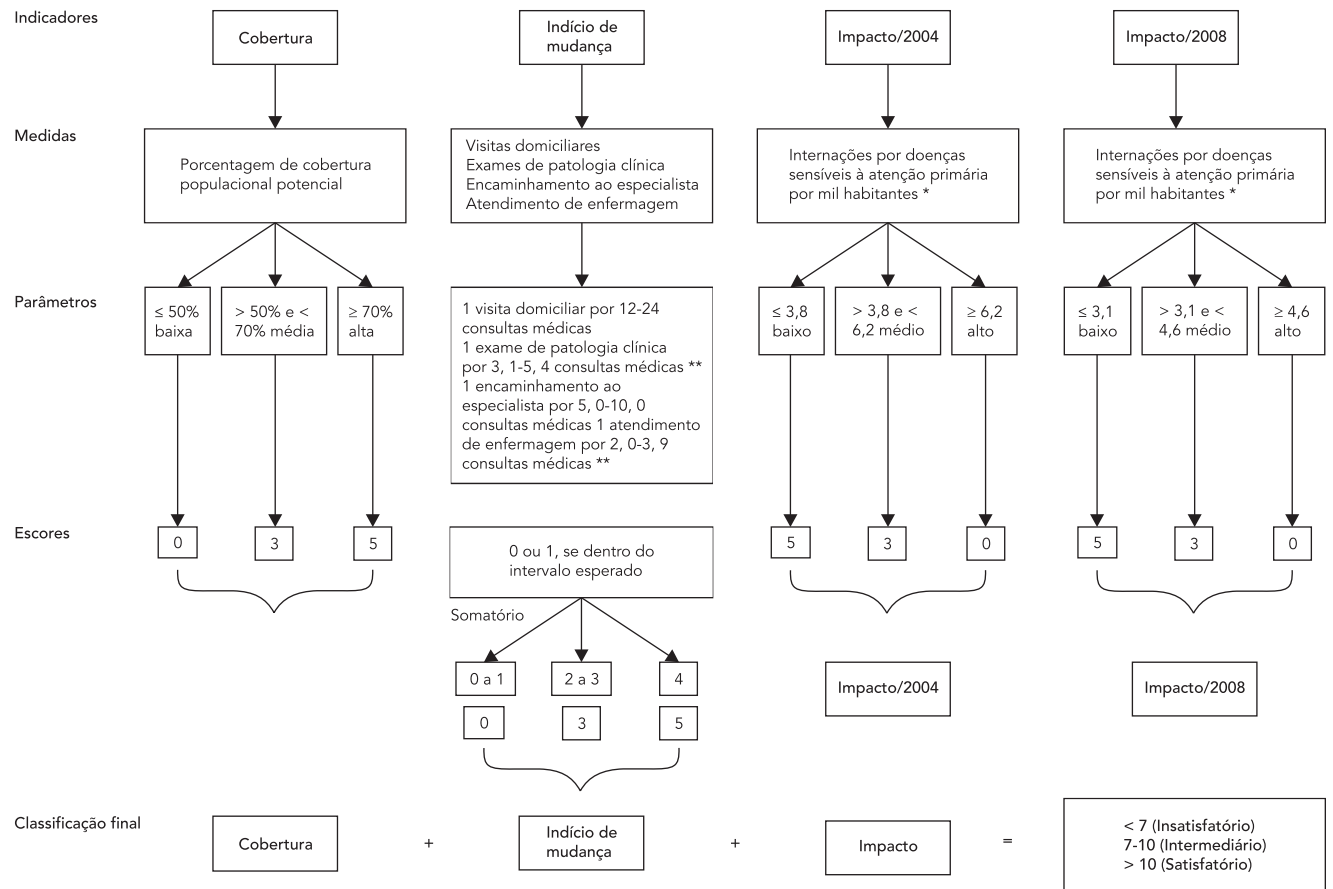 Indicadores
Cobertura
Indício de
mudança
Impacto/2004
Impacto/2008
Medidas
Porcentagem de cobertura
populacional potencial
Visitas domiciliares
Exames de patologia clínica
Encaminhamento ao especialista
Atendimento de enfermagem
Internações por doenças
sensíveis à atenção primária
por mil habitantes *
Internações por doenças
sensíveis à atenção primária
por mil habitantes *
Parâmetros
≤ 50%
baixa
> 50% e <
70% média
≥ 70%
alta
1 visita domiciliar por 12-24
consultas médicas
1 exame de patologia clínica
por 3, 1-5, 4 consultas médicas **
1 encaminhamento ao
especialista por 5, 0-10, 0
consultas médicas 1 atendimento
de enfermagem por 2, 0-3, 9
consultas médicas **
≤ 3,8
baixo
> 3,8 e <
6,2 médio
≥ 6,2
alto
≤ 3,1
baixo
> 3,1 e <
4,6 médio
≥ 4,6
alto
Escores
0
3
5
0 ou 1, se dentro do
intervalo esperado
5
3
0
5
3
0
Somatório
0 a 1
2 a 3
4
0
3
5
Impacto/2004
Impacto/2008
Classificação final
Cobertura
+
Indício de
mudança
+
Impacto
=
< 7 (Insatisfatório)
7-10 (Intermediário)
> 10 (Satisfatório)